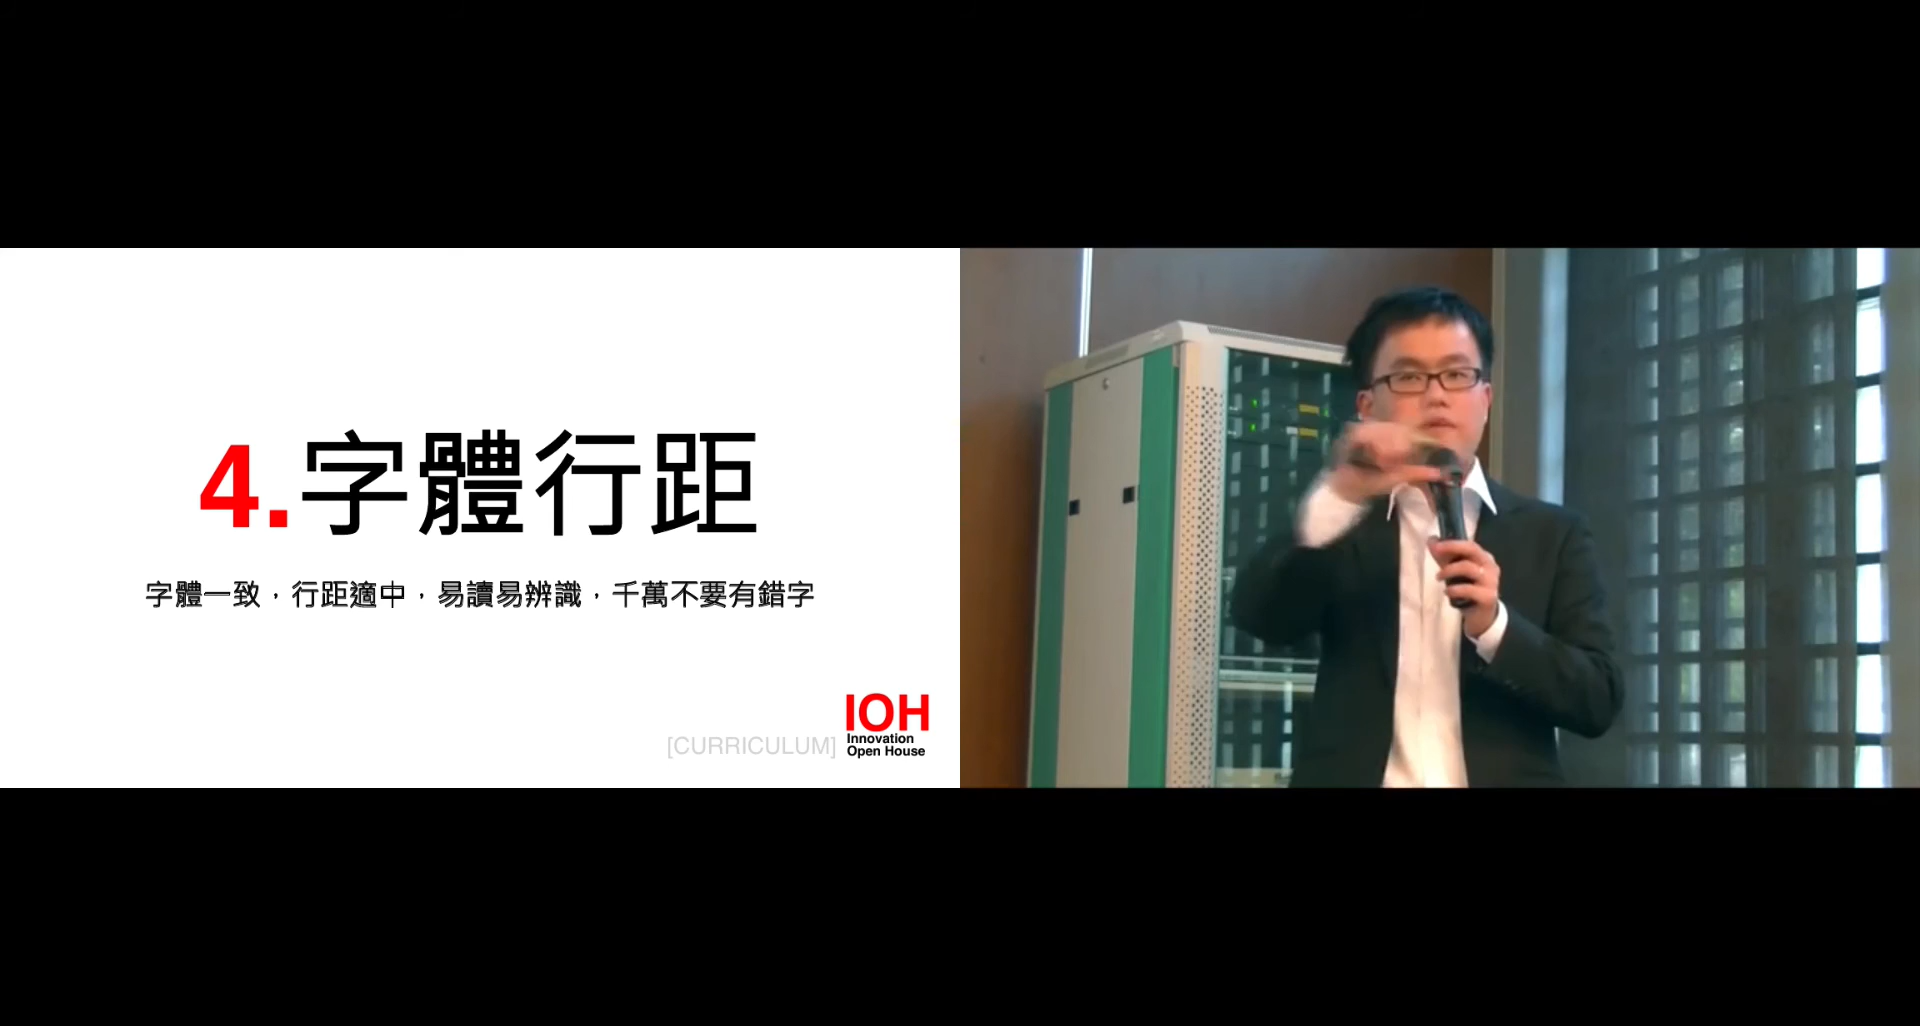 4.字體行距
字體一致，行距適中，易讀易辨識，千萬不要有錯字
[CURRICULUM]
IOH
Innovation
Open House